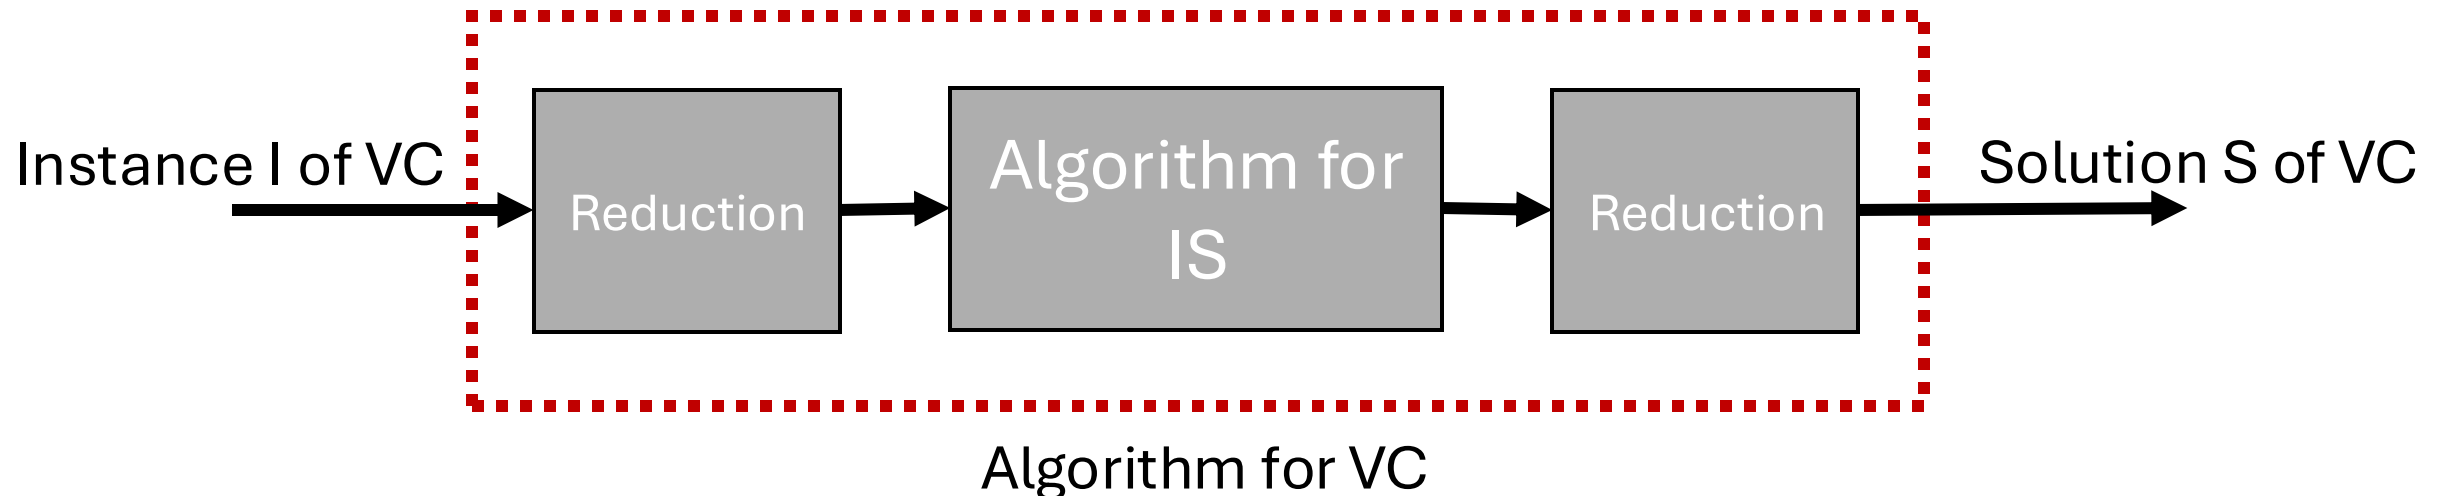 Instance I of VC
Reduction
Algorithm for
IS
Reduction
Solution S of VC
Algorithm for VC